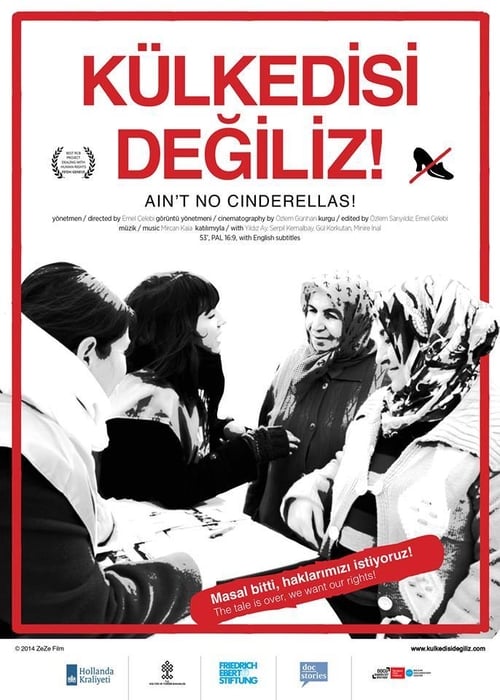 KÜLKEDİSİ
DEĞİLİZ!
AIN'T NO CINDERELLAS!
yönetmen / directed by Emel Çelebi görüntü yönetmeni / cinematography by Özlem Günhan kurgu / edited by Özlem Sarıyıldız, Emel Çelebi
müzik / music Mircan Kaia katılımıyla / with Yıldız Ay, Serpil Kemalbay, Gül Korkutan, Minire İnal
53', PAL 16:9, with English subtitles
Masal bitti, haklarımızı istiyoruz!
The tale is over, we want our rights!
© 2014 ZeZe Film
www.kulkedisidegiliz.com
Hollanda
Kraliyeti
FRIEDRICH
EBERT
STIFTUNG
doc
stories